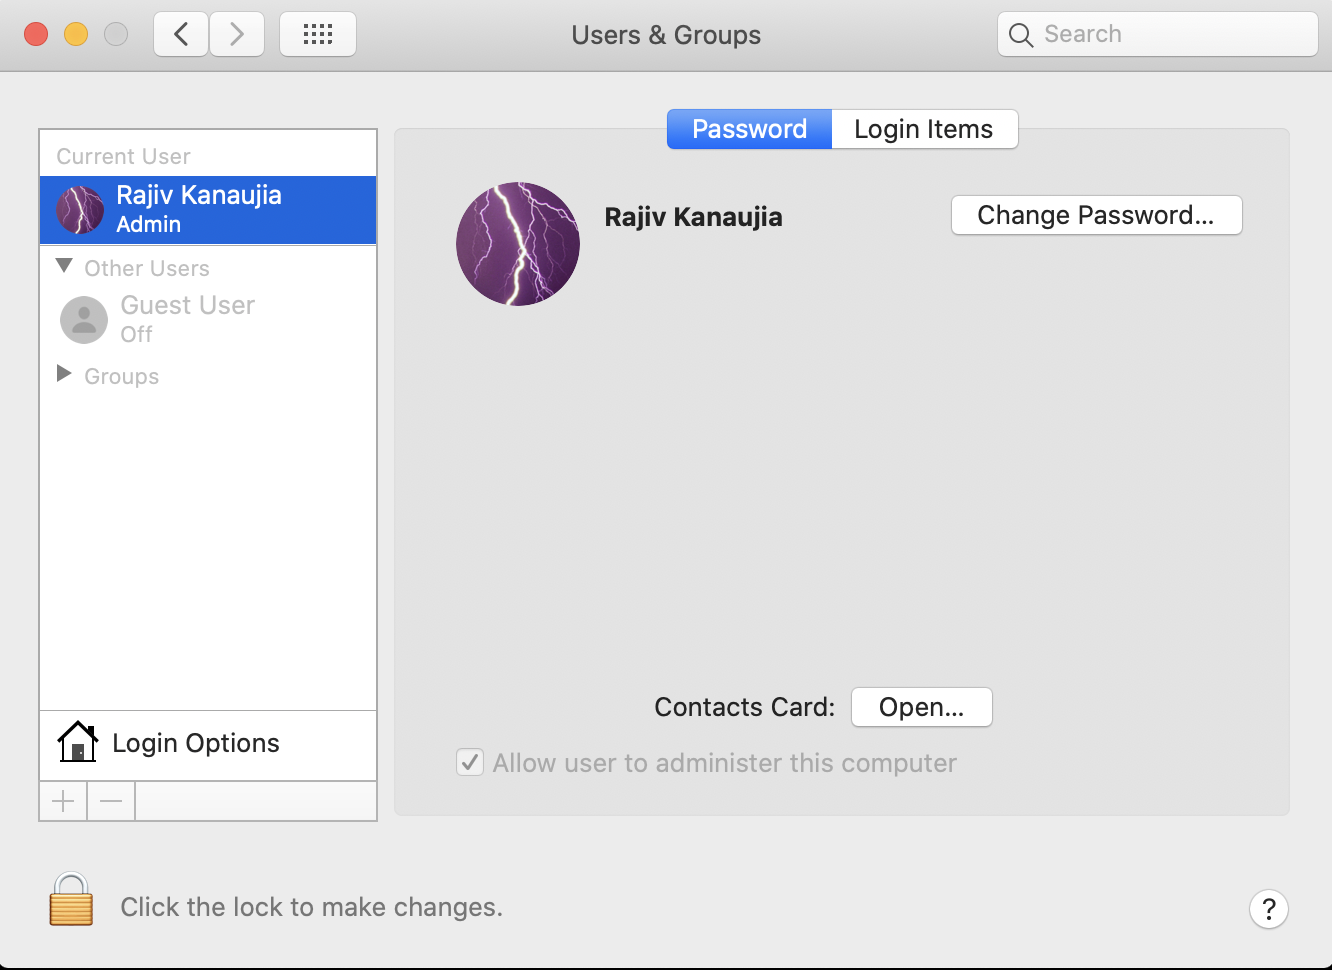 Users & Groups
Search
Password
Login Items
Current User
Rajiv Kanaujia
Admin
Other Users
Guest User
Off
Groups
Login Options
Rajiv Kanaujia
Change Password...
Contacts Card:
Open...
Allow user to administer this computer
Click the lock to make changes.
?